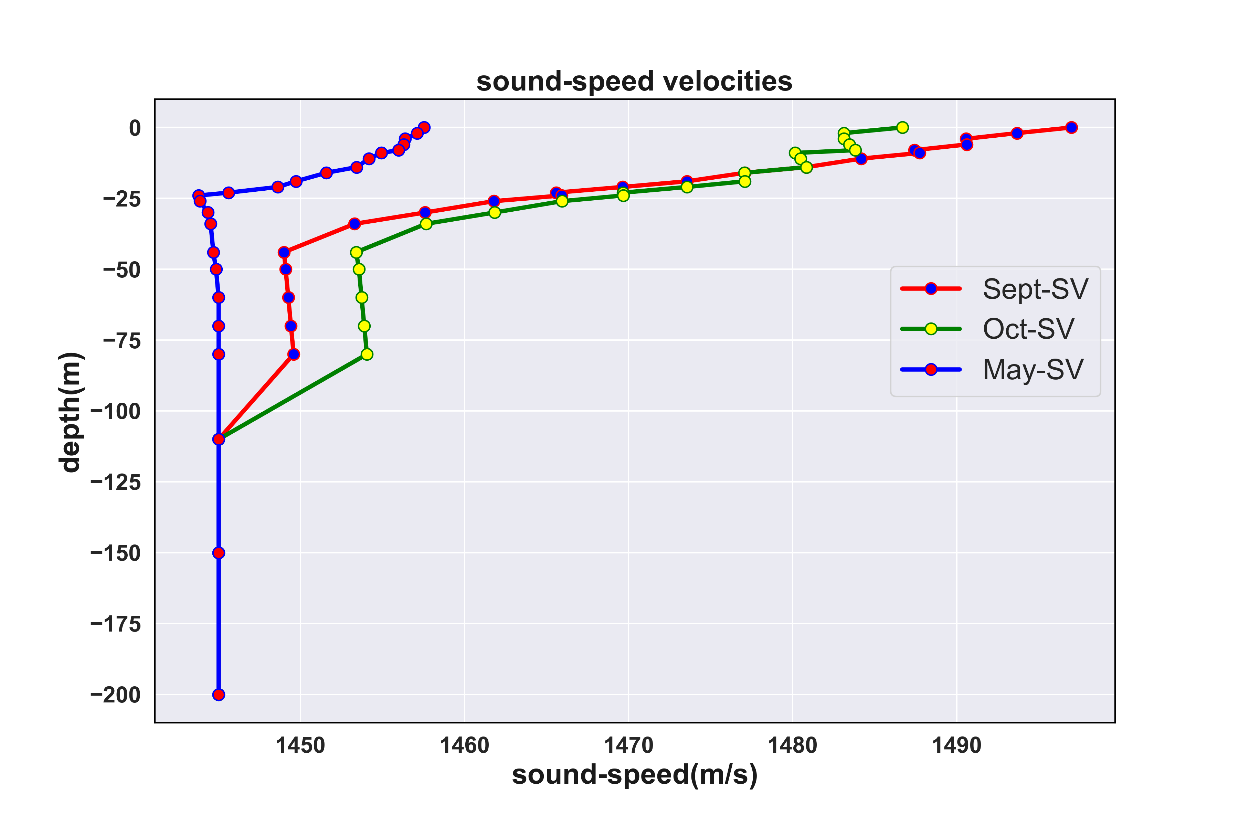 sound-speed velocities
0
−25
−50
−75
−100
−125
−150
−175
−200
depth(m)
Sept-SV
Oct-SV
May-SV
1450 1460 1470 1480 1490
sound-speed(m/s)